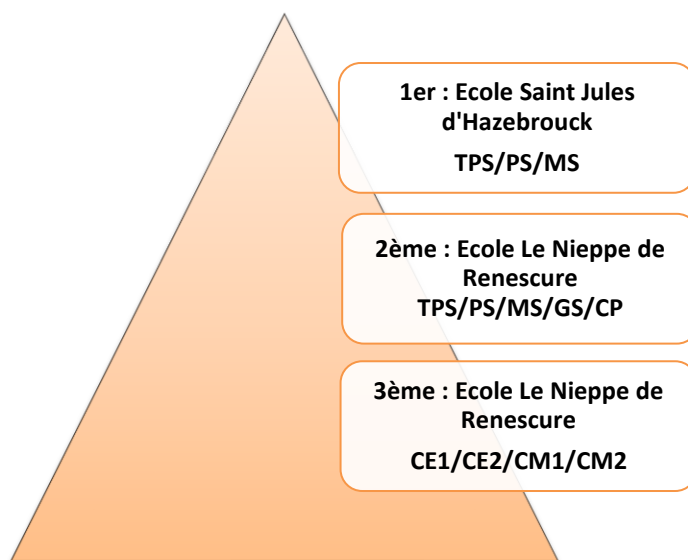 1er : Ecole Saint Jules
d'Hazebrouck
TPS/PS/MS
2ème : Ecole Le Nieppe de
Renescure
TPS/PS/MS/GS/CP
3ème : Ecole Le Nieppe de
Renescure
CE1/CE2/CM1/CM2